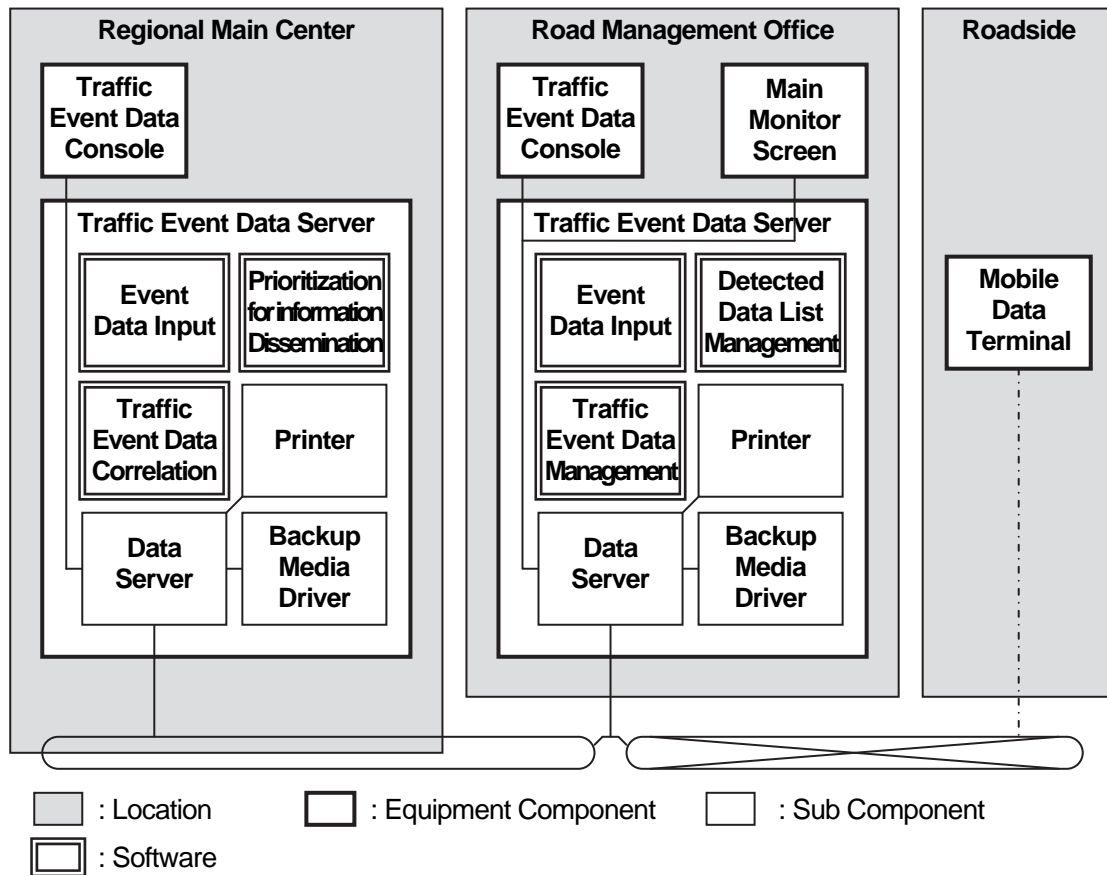 Regional Main Center
Traffic
Event Data
Console
Traffic Event Data Server
Event
Data Input
Prioritization
for information
Dissemination
Traffic
Event Data
Correlation
Printer
Data
Server
Backup
Media
Driver
Road Management Office
Traffic
Event Data
Console
Main
Monitor
Screen
Traffic Event Data Server
Event
Data Input
Detected
Data List
Management
Traffic
Event Data
Management
Printer
Data
Server
Backup
Media
Driver
Roadside
Mobile
Data
Terminal
: Location
: Equipment Component
: Sub Component
: Software